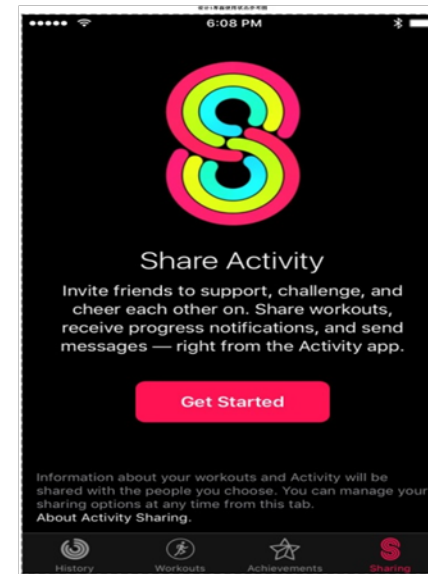 6:08 PM
Share Activity
Invite friends to support, challenge, and
cheer each other on. Share workouts,
receive progress notifications, and send
messages — right from the Activity app.
Get Started
Information about your workouts and Activity will be
shared with the people you choose. You can manage your
sharing options at any time from this tab.
About Activity Sharing.
History Workouts Achievements Sharing